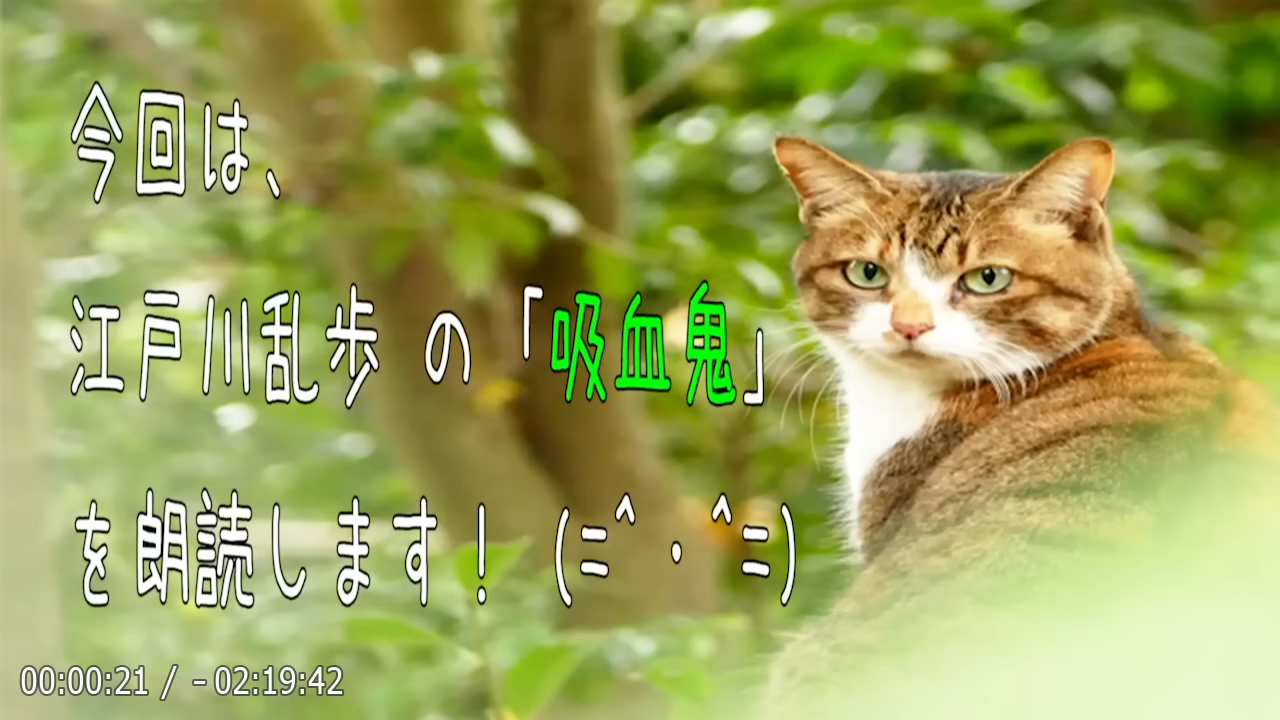 今回は、
江戸川乱歩 の 「吸血鬼」
を朗読します！(=^・^=)
00:00:21 / -02:19:42